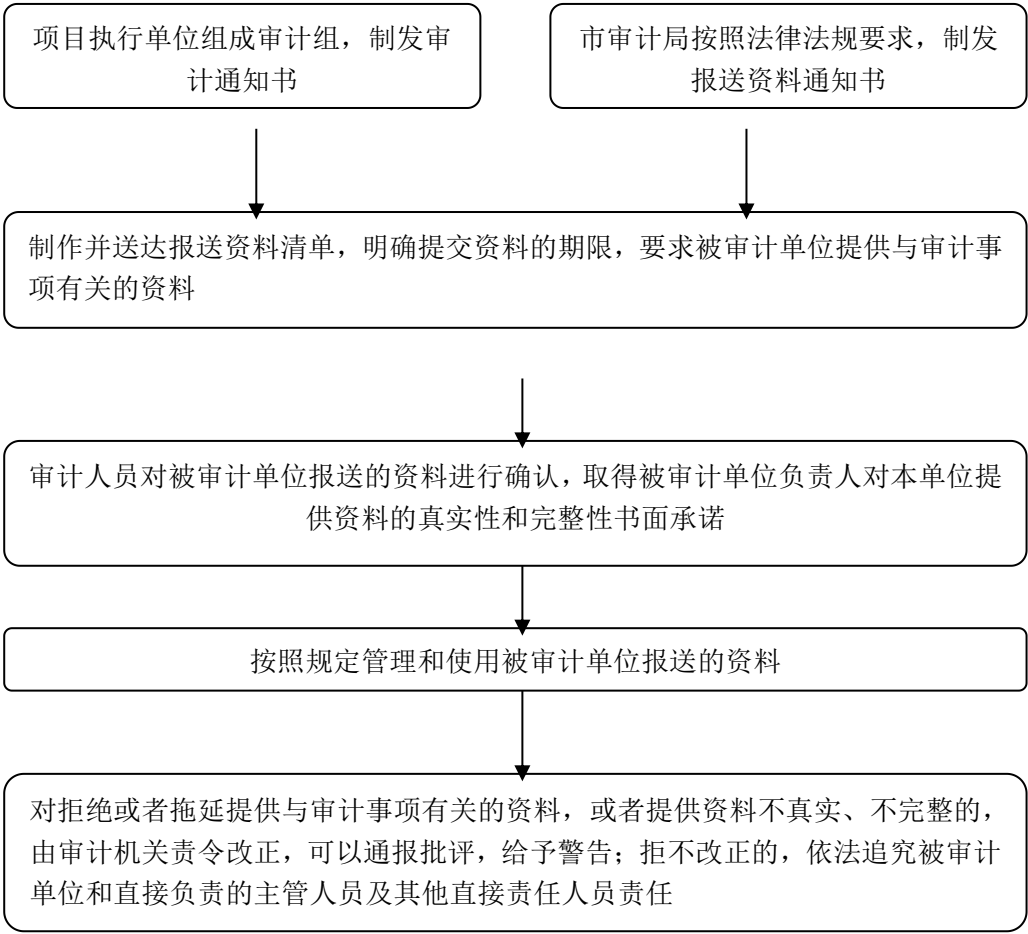 项目执行单位组成审计组，制发审
计通知书
市审计局按照法律法规要求，制发
报送资料通知书
制作并送达报送资料清单，明确提交资料的期限，要求被审计单位提供与审计事
项有关的资料
审计人员对被审计单位报送的资料进行确认，取得被审计单位负责人对本单位提
供资料的真实性和完整性书面承诺
按照规定管理和使用被审计单位报送的资料
对拒绝或者拖延提供与审计事项有关的资料，或者提供资料不真实、不完整的，
由审计机关责令改正，可以通报批评，给予警告；拒不改正的，依法追究被审计
单位和直接负责的主管人员及其他直接责任人员责任